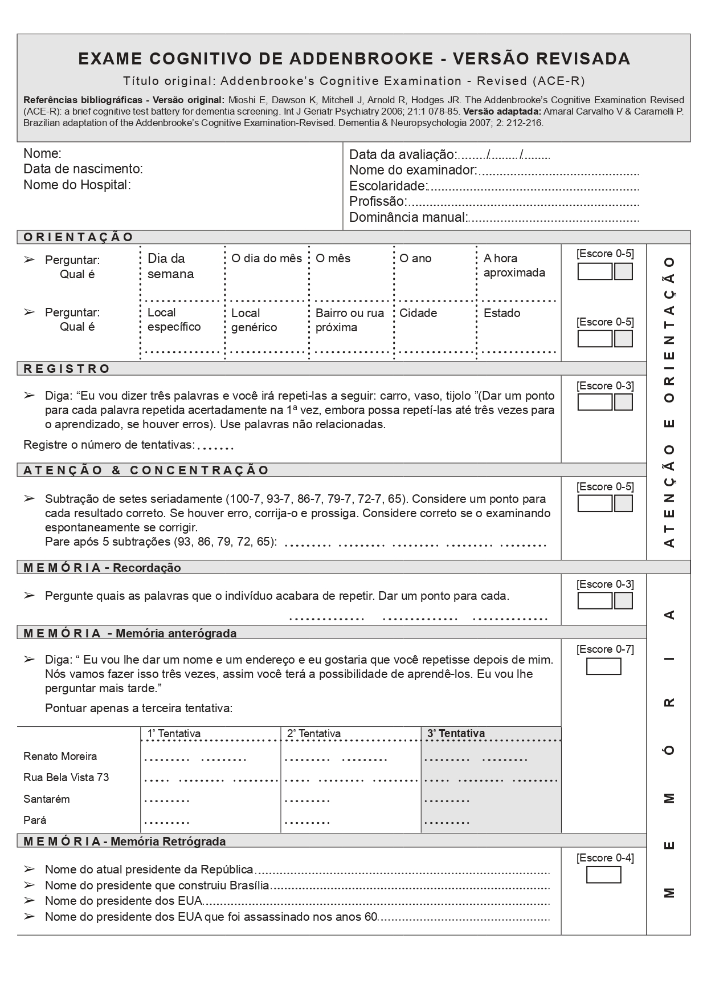 EXAME COGNITIVO DE ADDENBROOKE - VERSÃO REVISADA
Título original: Addenbrooke’s Cognitive Examination - Revised (ACE-R)
Referências bibliográficas - Versão original: Mioshi E, Dawson K, Mitchell J, Arnold R, Hodges JR. The Addenbrooke’s Cognitive Examination Revised
(ACE-R): a brief cognitive test battery for dementia screening. Int J Geriatr Psychiatry 2006; 21:1 078-85. Versão adaptada: Amaral Carvalho V & Caramelli P.
Brazilian adaptation of the Addenbrooke’s Cognitive Examination-Revised. Dementia & Neuropsychologia 2007; 2: 212-216.
Nome:
Data de nascimento:
Nome do Hospital:
Data da avaliação:......../......../........
Nome do examinador:
Escolaridade:
Profissão:
Dominância manual:
ORIENTAÇÃO
➢ Perguntar:
Qual é
Dia da
semana
O dia do mês
O mês
O ano
A hora
aproximada
[Escore 0-5]
➢ Perguntar:
Qual é
Local
específico
Local
genérico
Bairro ou rua
próxima
Cidade
Estado
[Escore 0-5]
ATENÇÃO E ORIENTAÇÃO
REGISTRO
➢ Diga: “Eu vou dizer três palavras e você irá repeti-las a seguir: carro, vaso, tijolo ”(Dar um ponto
para cada palavra repetida acertadamente na 1ª vez, embora possa repetí-las até três vezes para
o aprendizado, se houver erros). Use palavras não relacionadas.
Registre o número de tentativas: .......
[Escore 0-3]
ATENÇÃO & CONCENTRAÇÃO
➢ Subtração de setes seriadamente (100-7, 93-7, 86-7, 79-7, 72-7, 65). Considere um ponto para
cada resultado correto. Se houver erro, corrija-o e prossiga. Considere correto se o examinando
espontaneamente se corrigir.
Pare após 5 subtrações (93, 86, 79, 72, 65): ......... ......... ......... ......... .........
[Escore 0-5]
MEMÓRIA - Recordação
➢ Pergunte quais as palavras que o indivíduo acabara de repetir. Dar um ponto para cada.
[Escore 0-3]
MEMÓRIA
MEMÓRIA - Memória anterógrada
➢ Diga: “ Eu vou lhe dar um nome e um endereço e eu gostaria que você repetisse depois de mim.
Nós vamos fazer isso três vezes, assim você terá a possibilidade de aprendê-los. Eu vou lhe
perguntar mais tarde.”
Pontuar apenas a terceira tentativa:
[Escore 0-7]
1ª Tentativa
2ª Tentativa
3ª Tentativa
Renato Moreira
Rua Bela Vista 73
Santarém
Pará
MEMÓRIA - Memória Retrógrada
➢ Nome do atual presidente da República
➢ Nome do presidente que construiu Brasília
➢ Nome do presidente dos EUA
➢ Nome do presidente dos EUA que foi assassinado nos anos 60
[Escore 0-4]